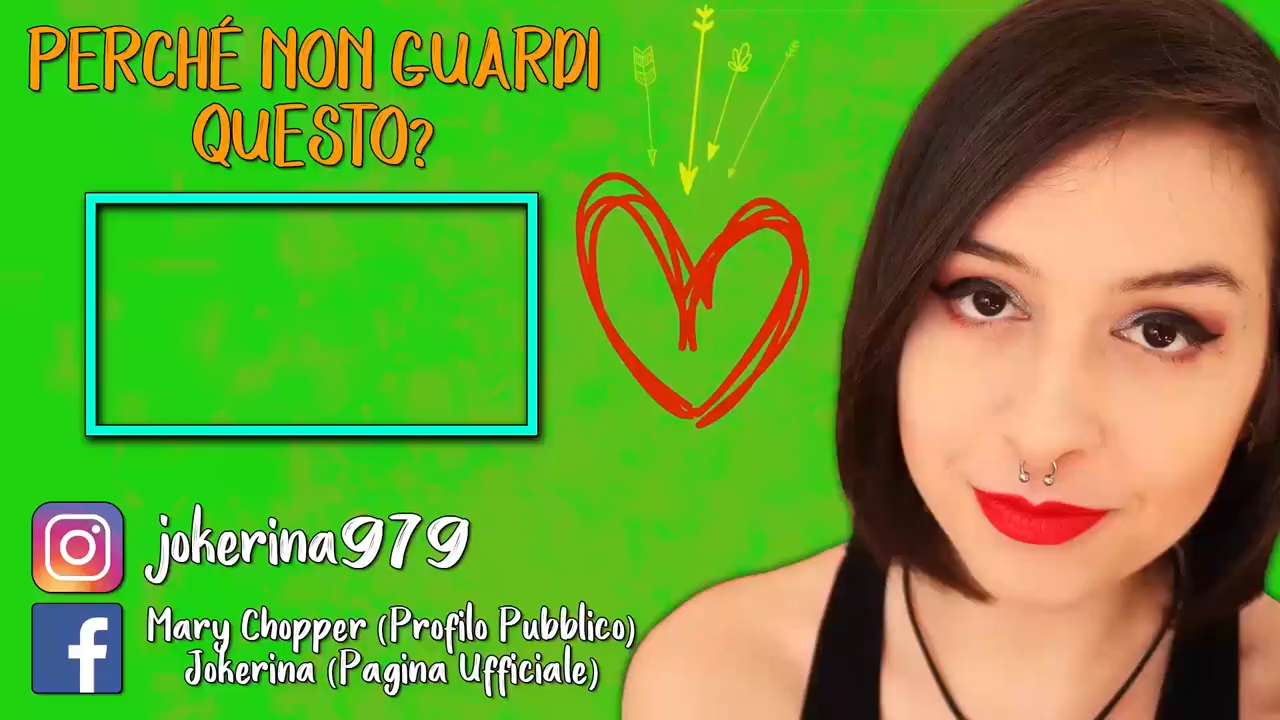 PERCHÉ NON GUARDI
QUESTO?
jokerina979
Mary Chopper (Profilo Pubblico)
Jokerina (Pagina Ufficiale)